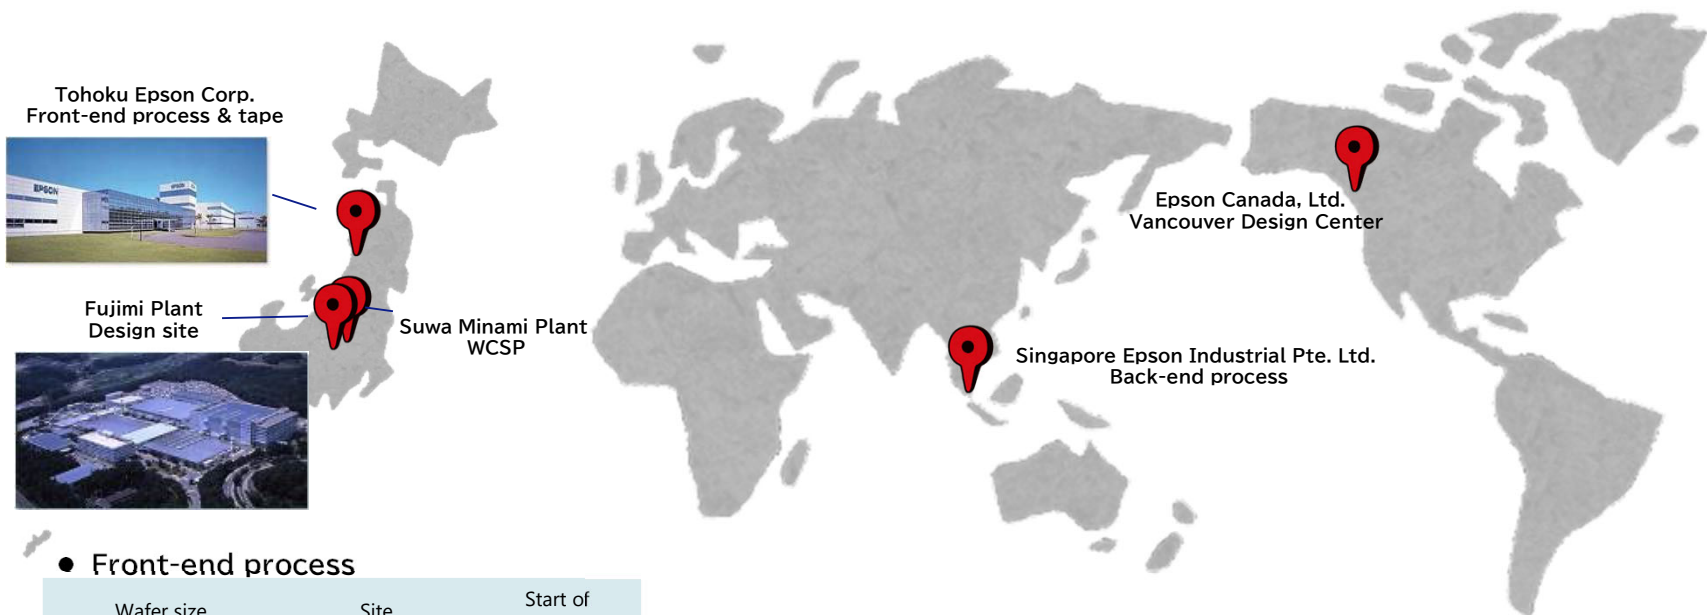 Tohoku Epson Corp.
Front-end process & tape
EPSON
Fujimi Plant
Design site
Suwa Minami Plant
WCSP
Epson Canada, Ltd.
Vancouver Design Center
Singapore Epson Industrial Pte. Ltd.
Back-end process
● Front-end process
Wafer size
Site
Start of